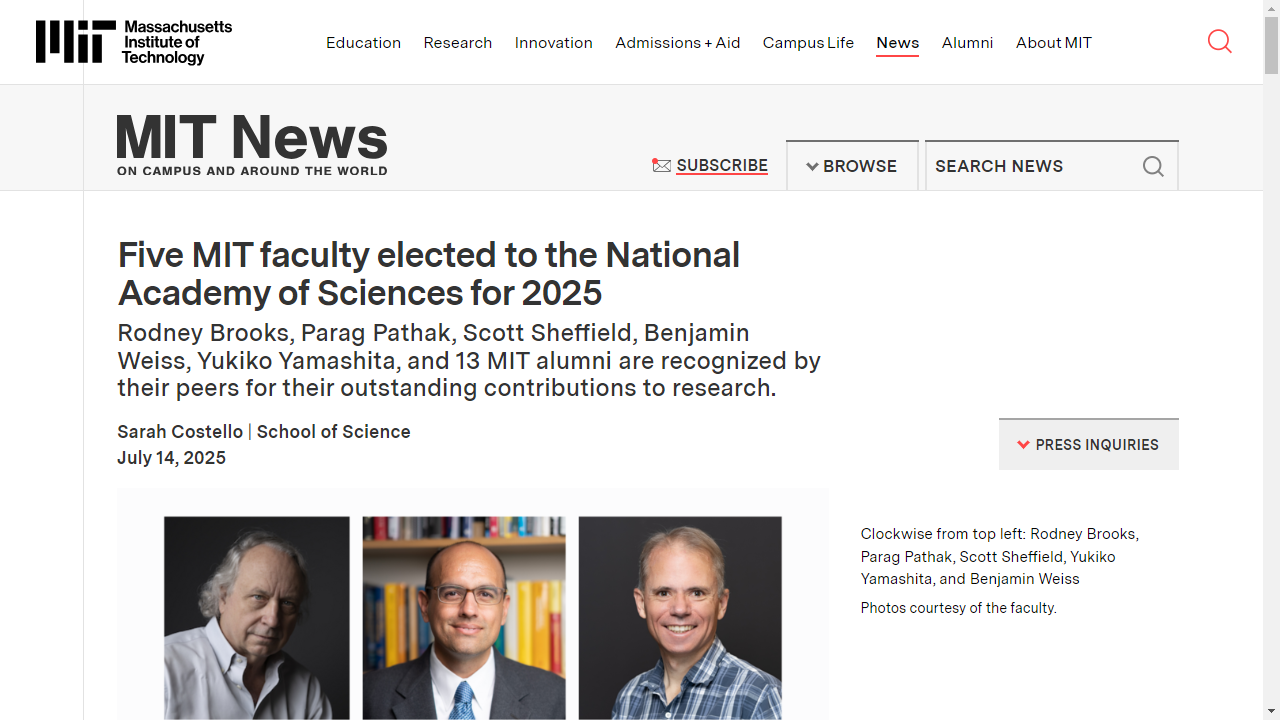 Massachusetts
Institute of
Technology
Education
Research
Innovation
Admissions + Aid
Campus Life
News
Alumni
About MIT
MIT News
ON CAMPUS AND AROUND THE WORLD
SUBSCRIBE
BROWSE
SEARCH NEWS
Five MIT faculty elected to the National
Academy of Sciences for 2025
Rodney Brooks, Parag Pathak, Scott Sheffield, Benjamin
Weiss, Yukiko Yamashita, and 13 MIT alumni are recognized by
their peers for their outstanding contributions to research.
Sarah Costello | School of Science
July 14, 2025
PRESS INQUIRIES
Clockwise from top left: Rodney Brooks,
Parag Pathak, Scott Sheffield, Yukiko
Yamashita, and Benjamin Weiss
Photos courtesy of the faculty.